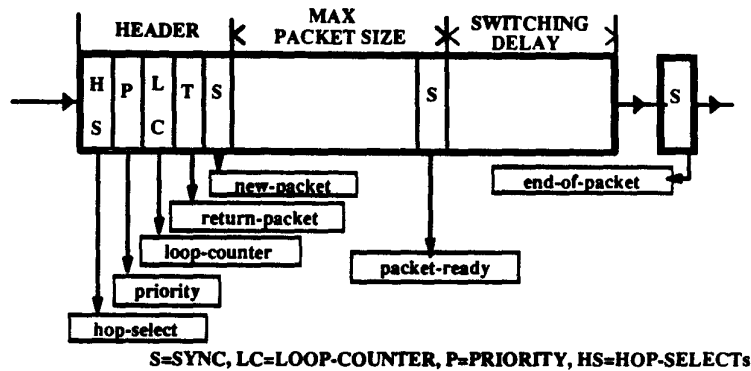 HEADER
MAX
PACKET SIZE
SWITCHING
DELAY
H
S
P
L
C
T
S
S
S
new-packet
end-of-packet
return-packet
loop-counter
packet-ready
priority
hop-select
S=SYNC, LC=LOOP-COUNTER, P=PRIORITY, HS=HOP-SELECTs